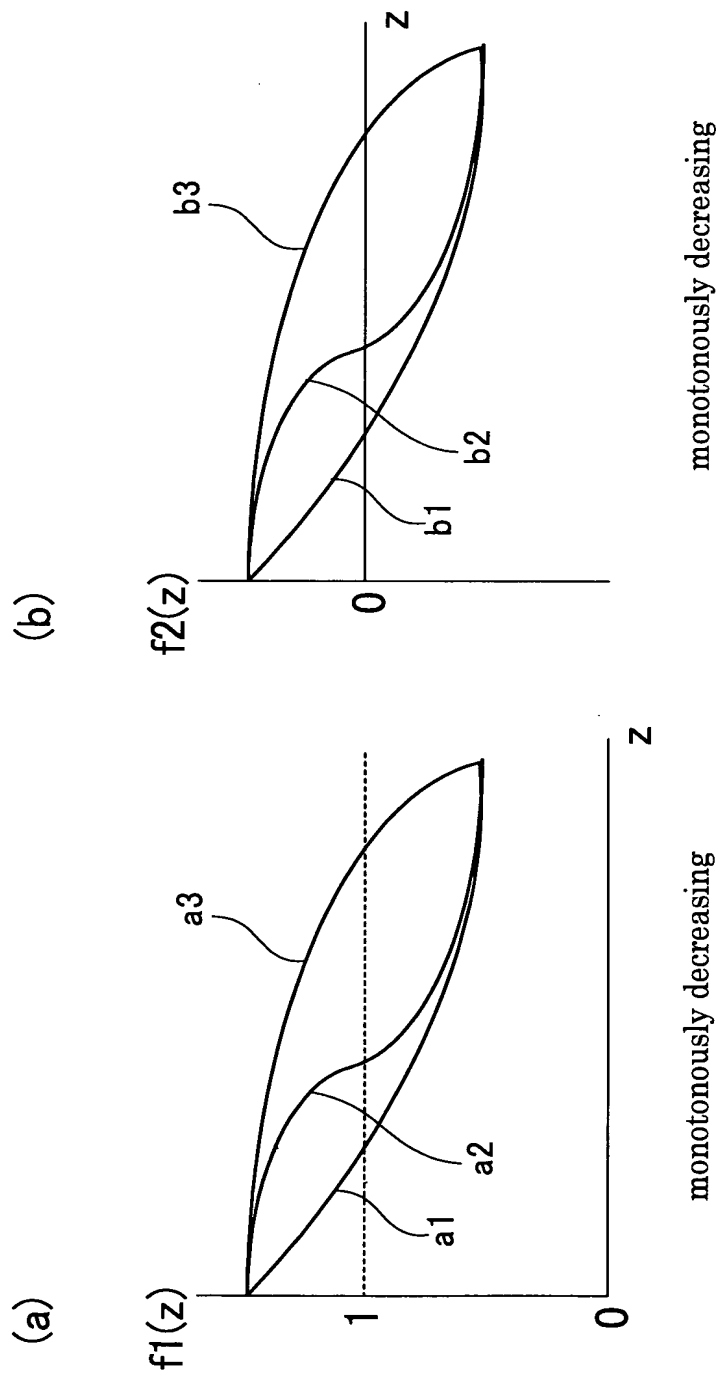 (a)
f1(z)
1
0
z
a1
a2
a3
monotonously decreasing
(b)
f2(z)
0
z
b1
b2
b3
monotonously decreasing